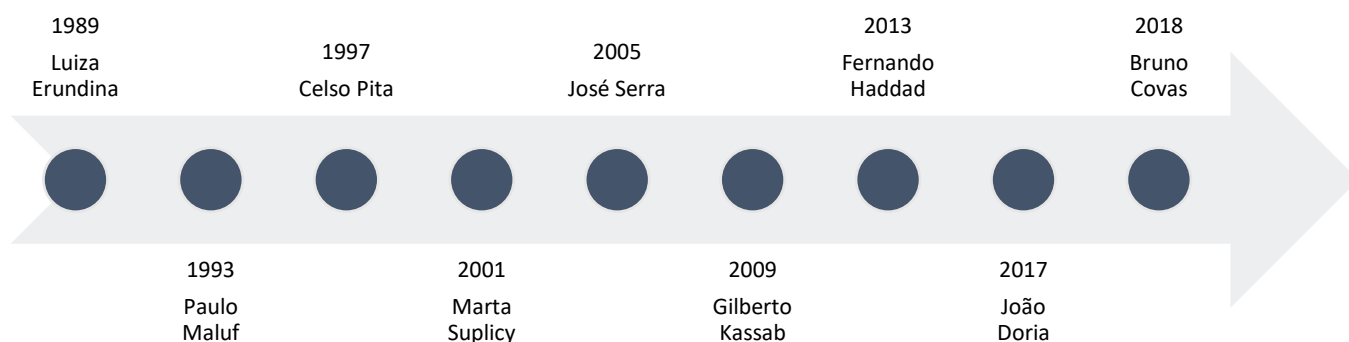 1989
Luiza
Erundina
1993
Paulo
Maluf
1997
Celso Pita
2001
Marta
Suplicy
2005
José Serra
2009
Gilberto
Kassab
2013
Fernando
Haddad
2017
João
Doria
2018
Bruno
Covas